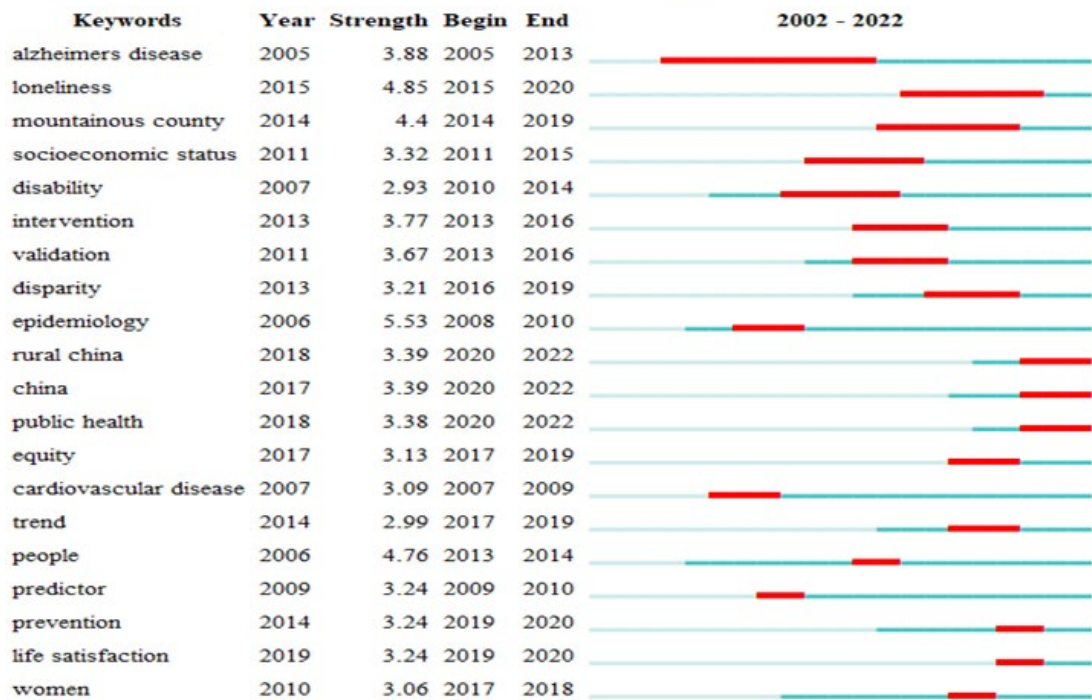 Keywords Year Strength Begin End 2002 - 2022
alzheimers disease 2005 3.88 2005 2013
loneliness 2015 4.85 2015 2020
mountainous county 2014 4.4 2014 2019
socioeconomic status 2011 3.32 2011 2015
disability 2007 2.93 2010 2014
intervention 2013 3.77 2013 2016
validation 2011 3.67 2013 2016
disparity 2013 3.21 2016 2019
epidemiology 2006 5.53 2008 2010
rural china 2018 3.39 2020 2022
china 2017 3.39 2020 2022
public health 2018 3.38 2020 2022
equity 2017 3.13 2017 2019
cardiovascular disease 2007 3.09 2007 2009
trend 2014 2.99 2017 2019
people 2006 4.76 2013 2014
predictor 2009 3.24 2009 2010
prevention 2014 3.24 2019 2020
life satisfaction 2019 3.24 2019 2020
women 2010 3.06 2017 2018